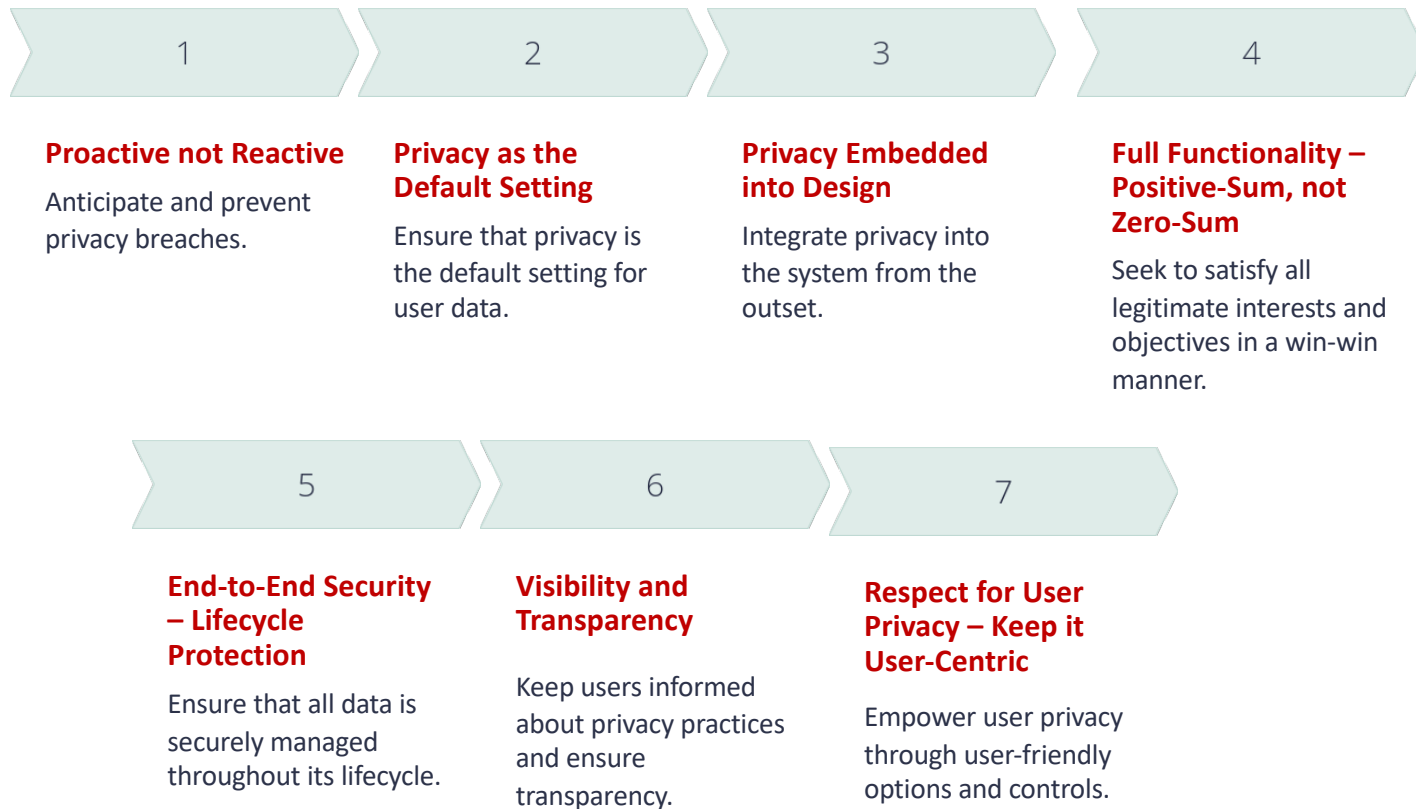 1
2
3
4
Proactive not Reactive
Anticipate and prevent
privacy breaches.
Privacy as the
Default Setting
Ensure that privacy is
the default setting for
user data.
Privacy Embedded
into Design
Integrate privacy into
the system from the
outset.
Full Functionality –
Positive-Sum, not
Zero-Sum
Seek to satisfy all
legitimate interests and
objectives in a win-win
manner.
5
6
7
End-to-End Security
– Lifecycle
Protection
Ensure that all data is
securely managed
throughout its lifecycle.
Visibility and
Transparency
Keep users informed
about privacy practices
and ensure
transparency.
Respect for User
Privacy – Keep it
User-Centric
Empower user privacy
through user-friendly
options and controls.